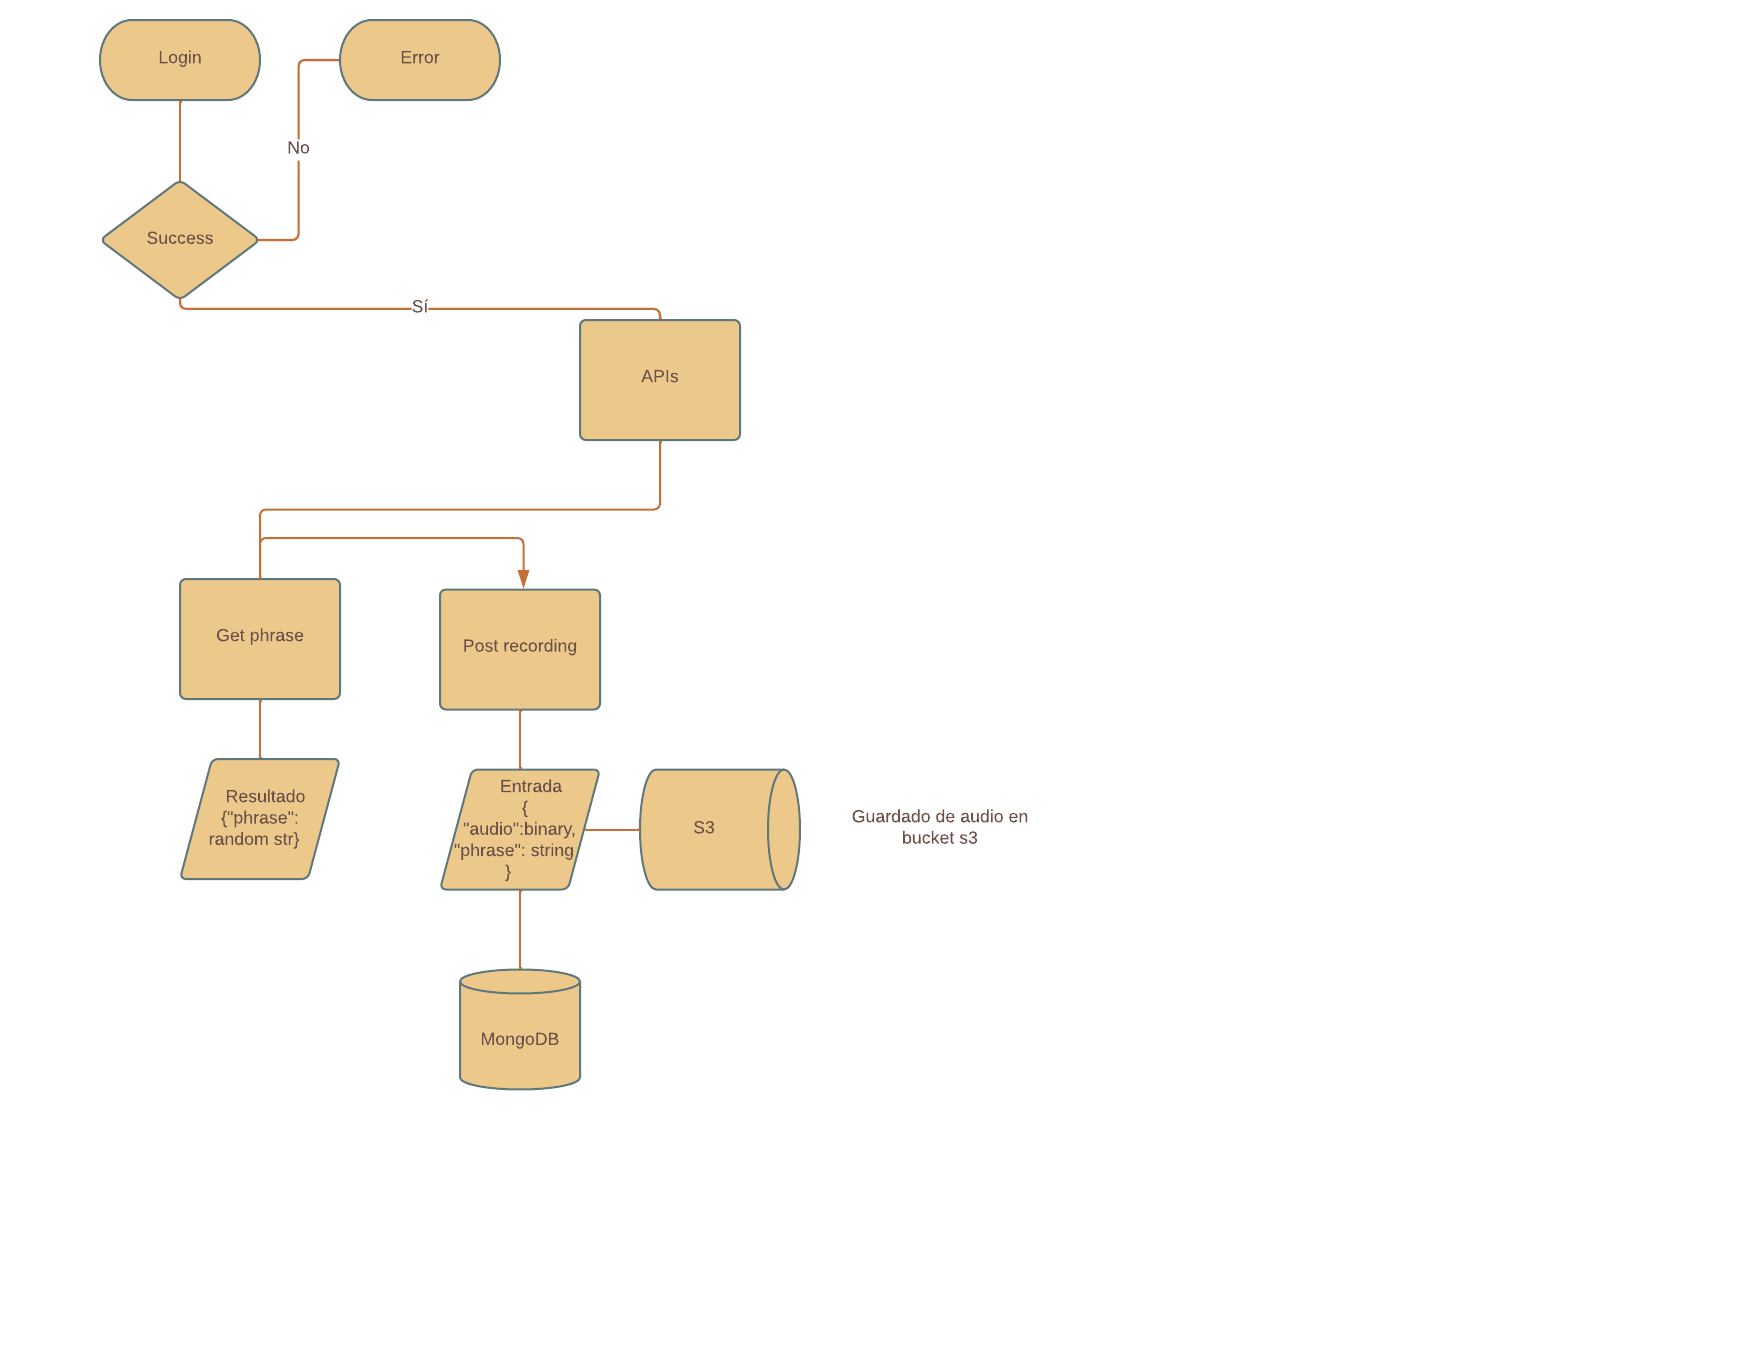 Login
Error
No
Success
Sí
APIs
Get phrase
Post recording
Resultado
{"phrase":
random str}
Entrada
{
"audio":binary,
"phrase": string
}
S3
Guardado de audio en
bucket s3
MongoDB